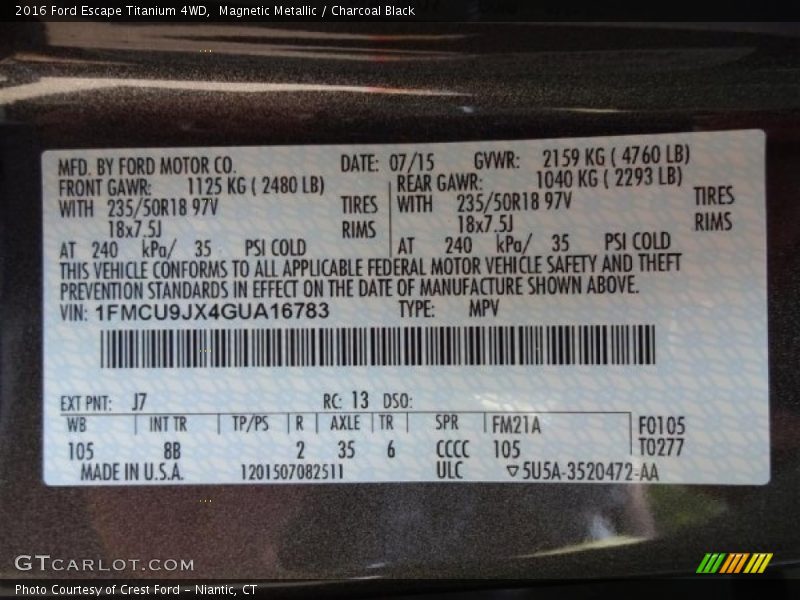 2016 Ford Escape Titanium 4WD,  Magnetic Metallic / Charcoal Black
MFD. BY FORD MOTOR CO. DATE: 07/15 GVWR: 2159 KG ( 4760 LB)
FRONT GAWR: 1125 KG ( 2480 LB) REAR GAWR: 1040 KG ( 2293 LB)
WITH 235/50R18 97V TIRES WITH 235/50R18 97V TIRES
18x7.5J RIMS 18x7.5J RIMS
AT 240 kPa/ 35 PSI COLD AT 240 kPa/ 35 PSI COLD
THIS VEHICLE CONFORMS TO ALL APPLICABLE FEDERAL MOTOR VEHICLE SAFETY AND THEFT
PREVENTION STANDARDS IN EFFECT ON THE DATE OF MANUFACTURE SHOWN ABOVE.
VIN: 1FMCU9JX4GUA16783 TYPE: MPV
EXT PNT: J7 RC: 13 DSO:
WB INT TR TP/PS R AXLE TR SPR FM21A F0105
105 8B 2 35 6 CCCC 105 T0277
MADE IN U.S.A. 1201507082511 ULC ▽5U5A-3520472-AA
GTCARLOT.COM
Photo Courtesy of Crest Ford - Niantic, CT